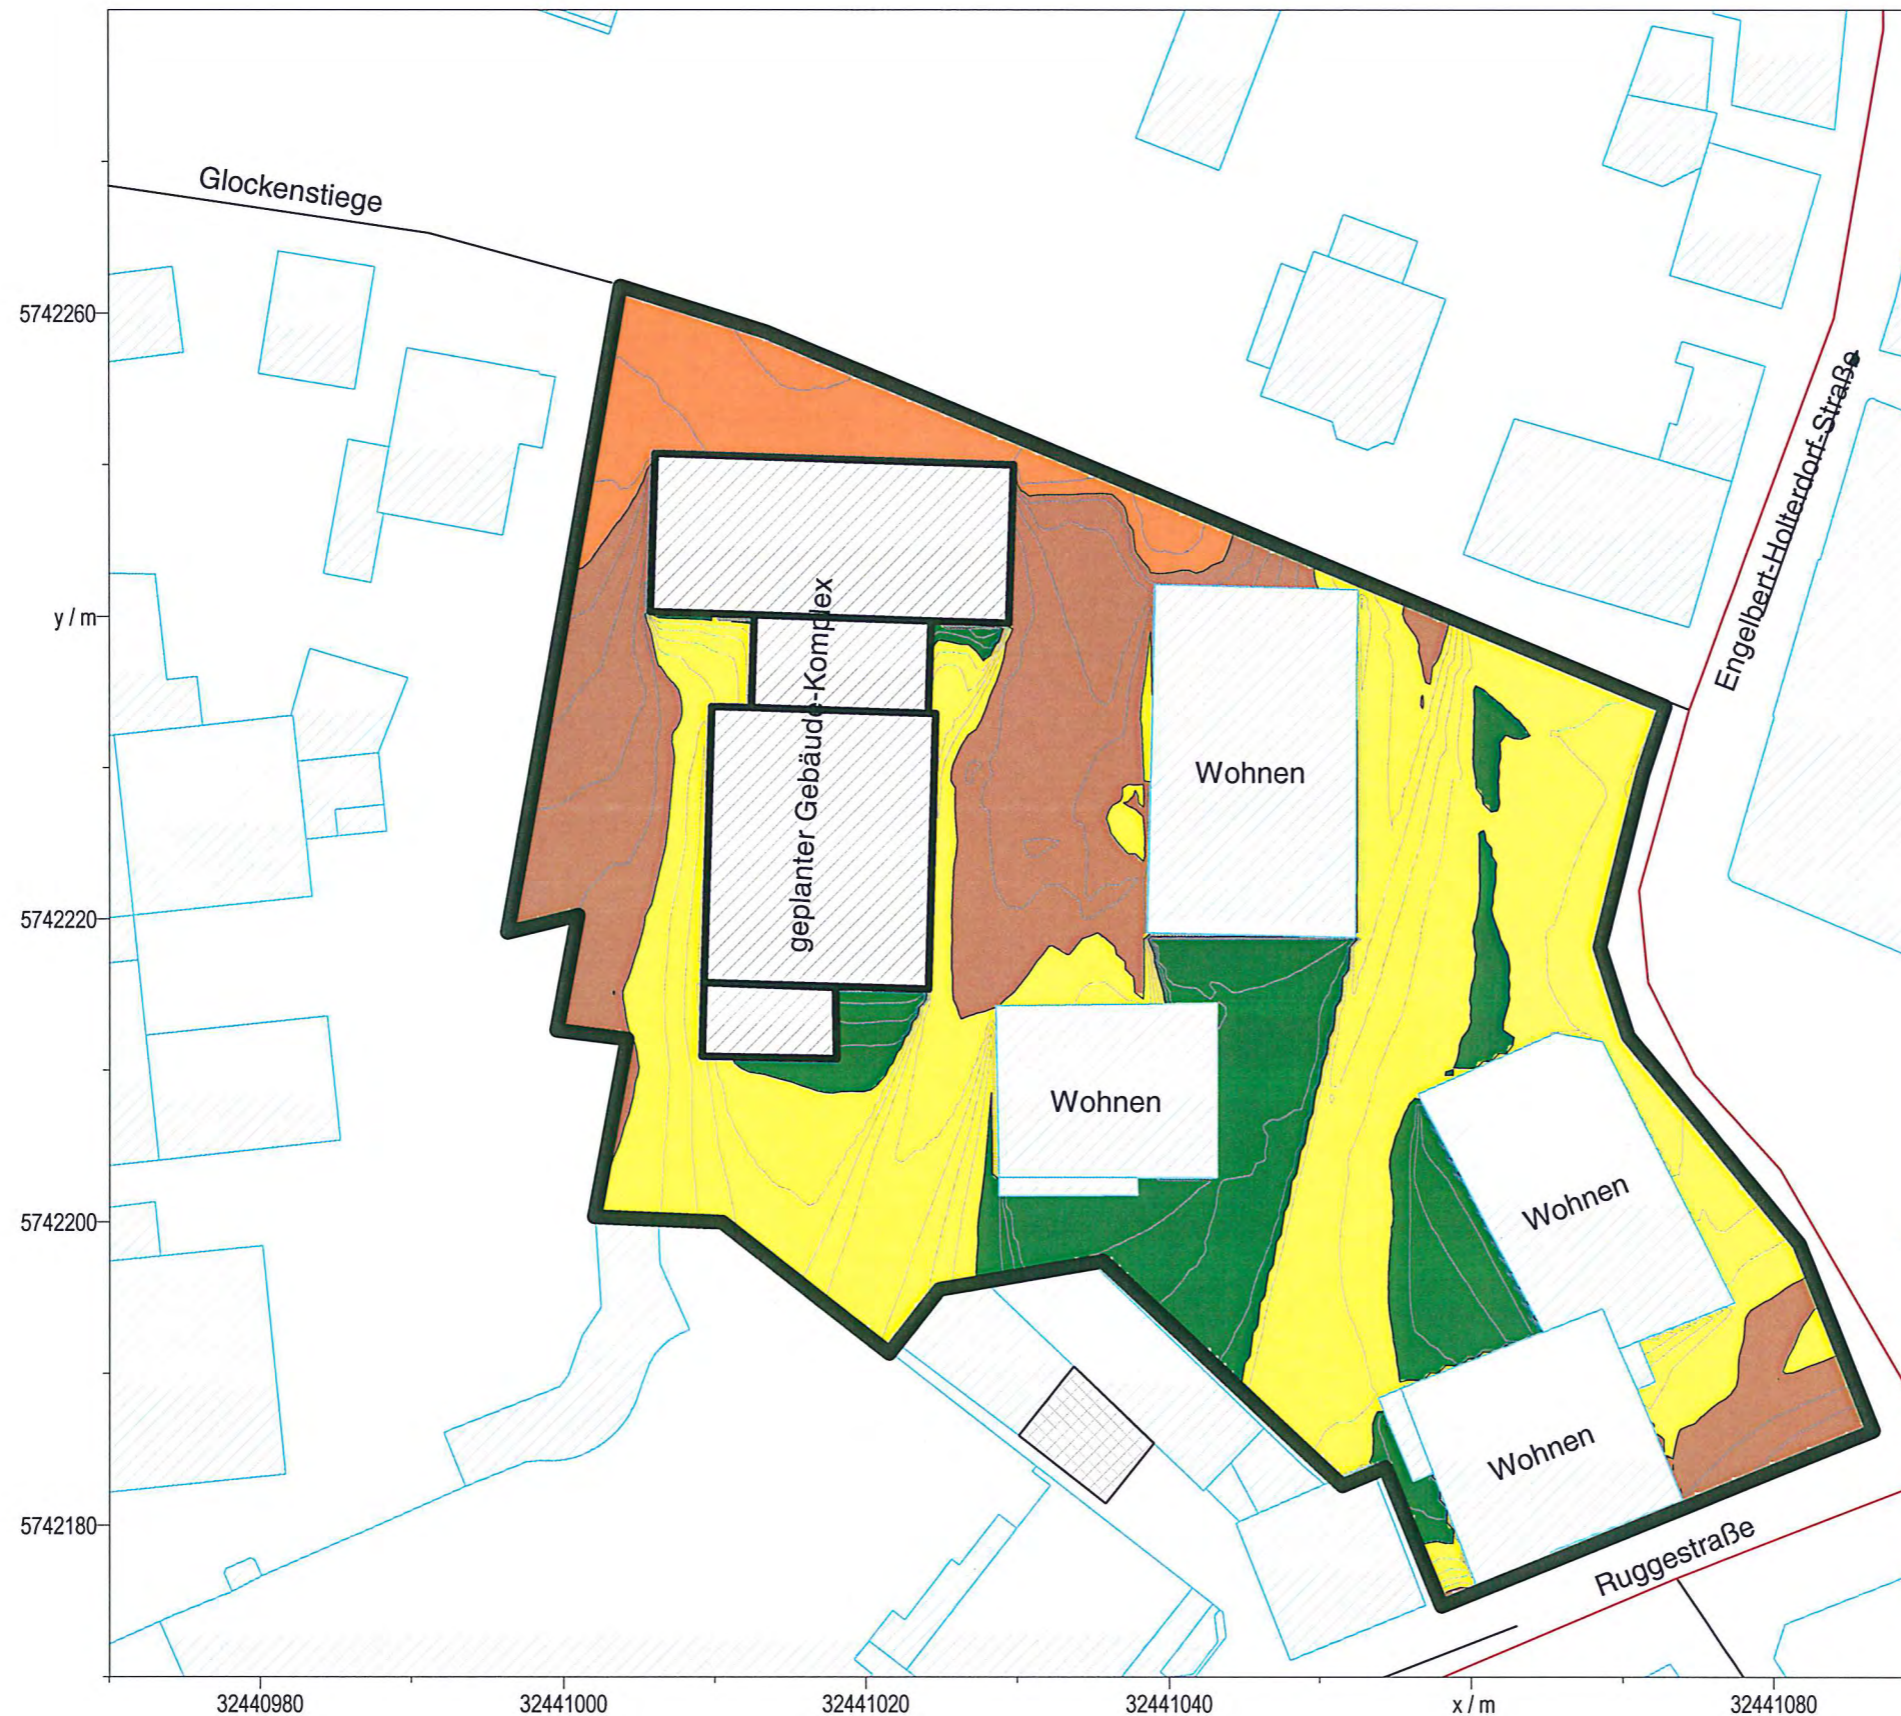 Glockenstiege
5742260
Engelbert-Holterdorf-Straße
y / m
geplanter Gebäude-Komplex
Wohnen
5742220
Wohnen
Wohnen
5742200
Wohnen
5742180
Ruggestraße
32440980
32441000
32441020
32441040
x / m
32441080